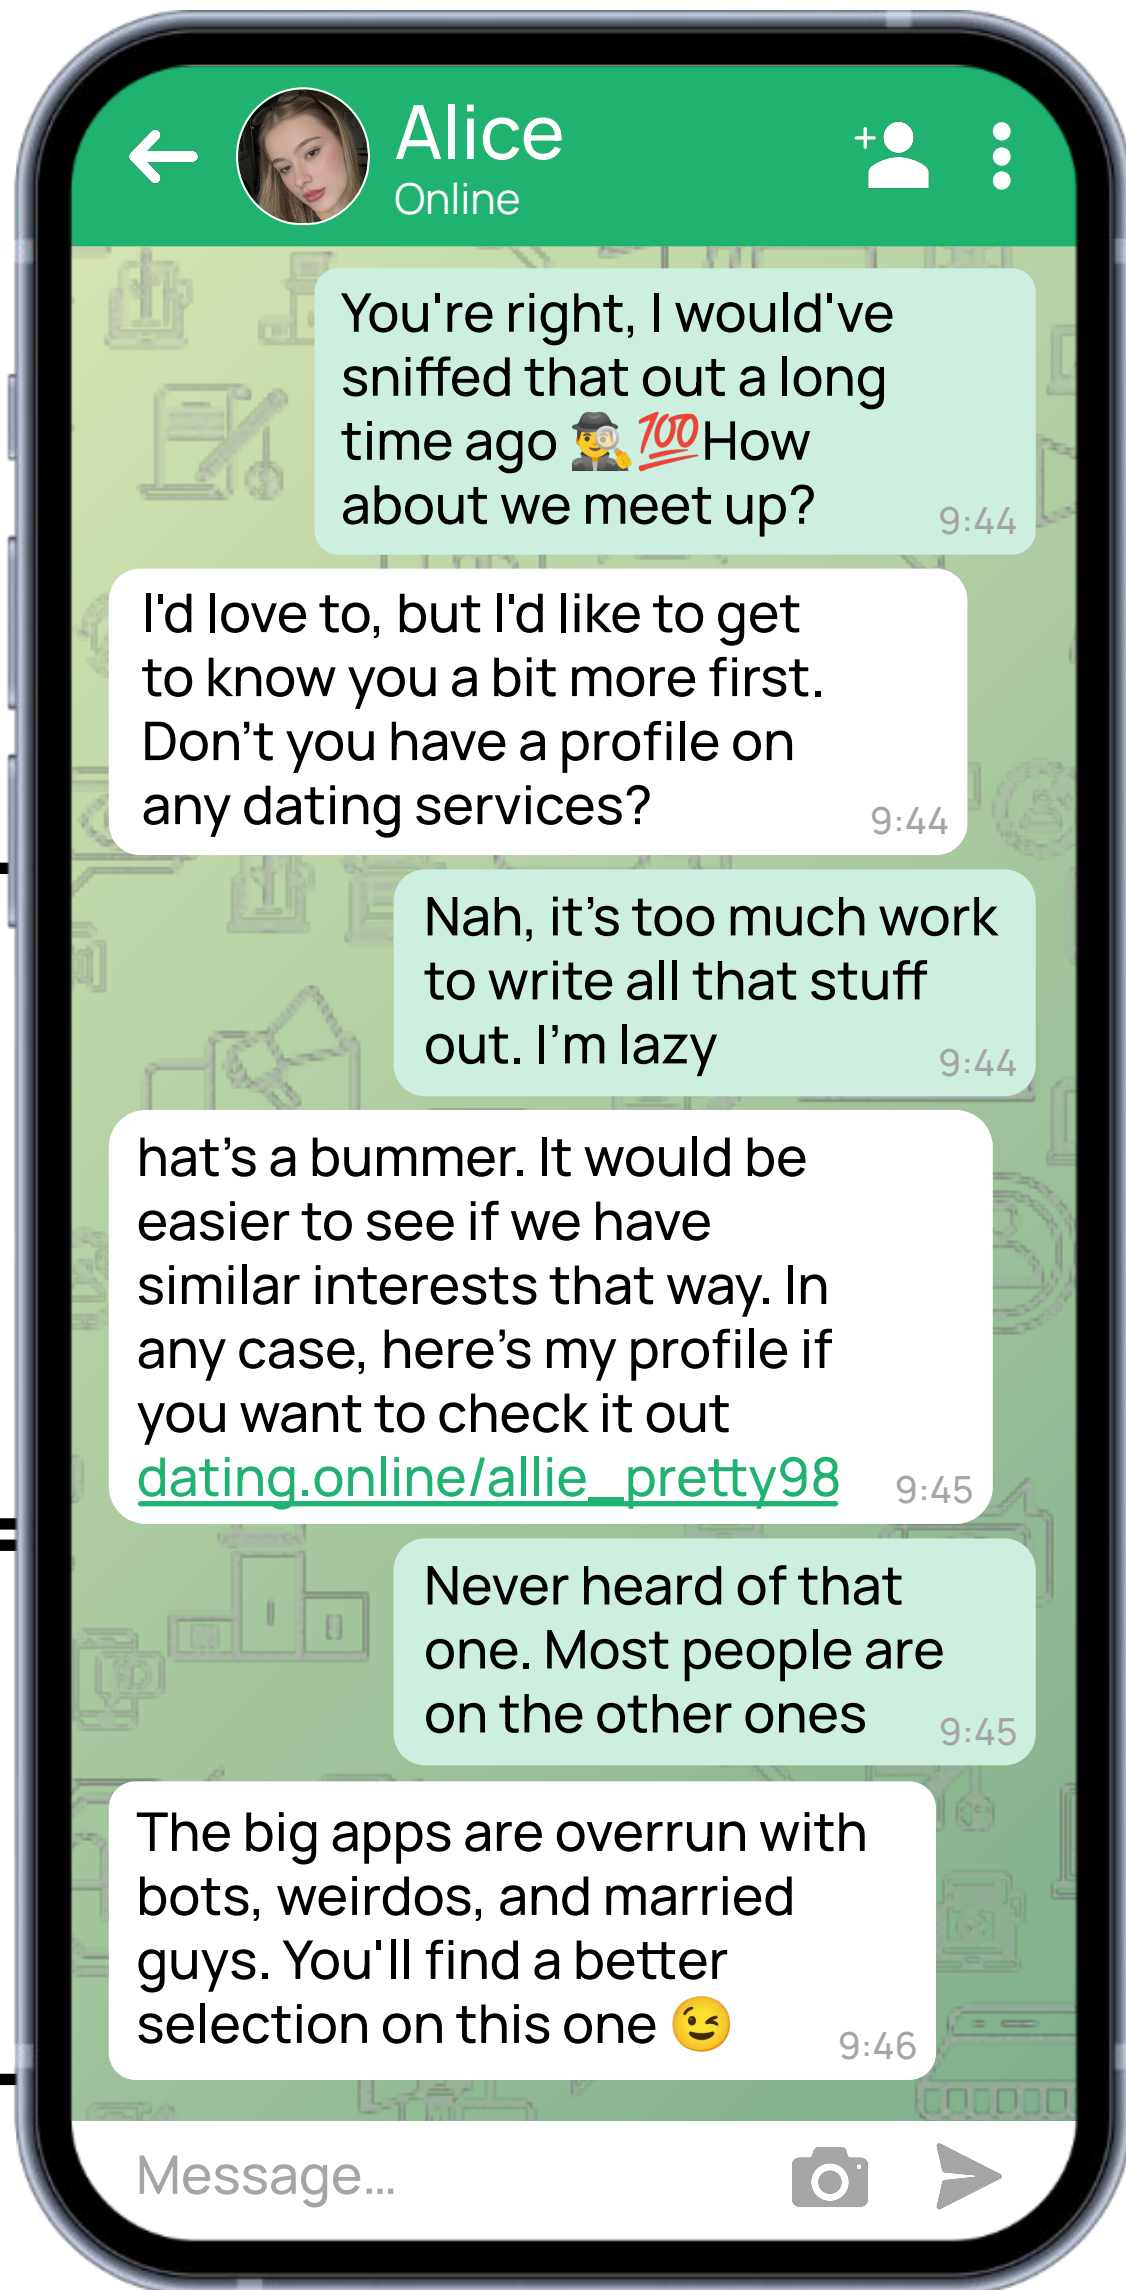 Alice
Online
You're right, I would've
sniffed that out a long
time ago 🕵️💯How
about we meet up?
9:44
I'd love to, but I'd like to get
to know you a bit more first.
Don’t you have a profile on
any dating services?
9:44
Nah, it’s too much work
to write all that stuff
out. I’m lazy
9:44
hat’s a bummer. It would be
easier to see if we have
similar interests that way. In
any case, here’s my profile if
you want to check it out
dating.online/allie_pretty98
9:45
Never heard of that
one. Most people are
on the other ones
9:45
The big apps are overrun with
bots, weirdos, and married
guys. You'll find a better
selection on this one 😉
9:46
Message...